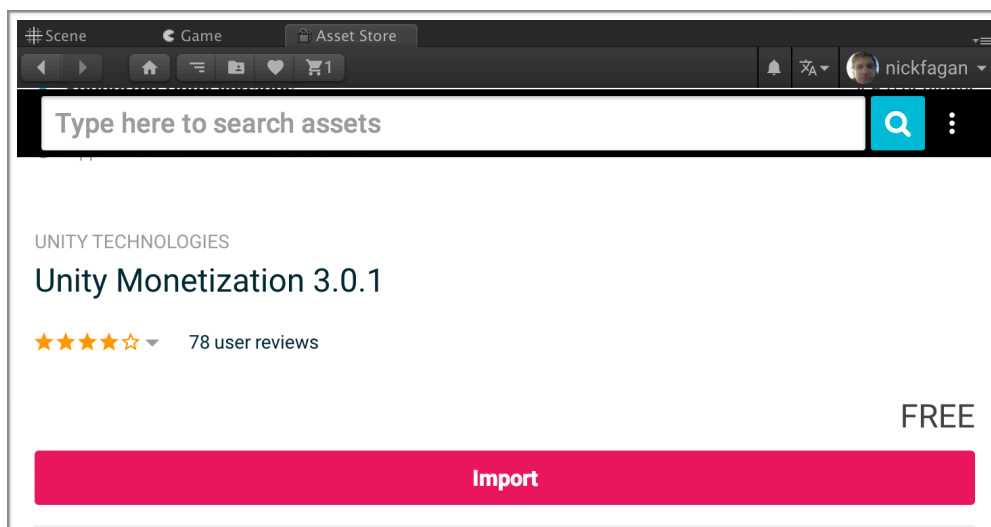 Scene Game Asset Store
1 nickfagan
Type here to search assets
UNITY TECHNOLOGIES
Unity Monetization 3.0.1
78 user reviews
FREE
Import